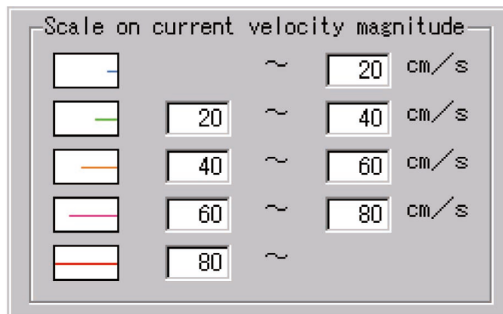 Scale on current velocity magnitude
～ 20 cm/s
20 ～ 40 cm/s
40 ～ 60 cm/s
60 ～ 80 cm/s
80 ～